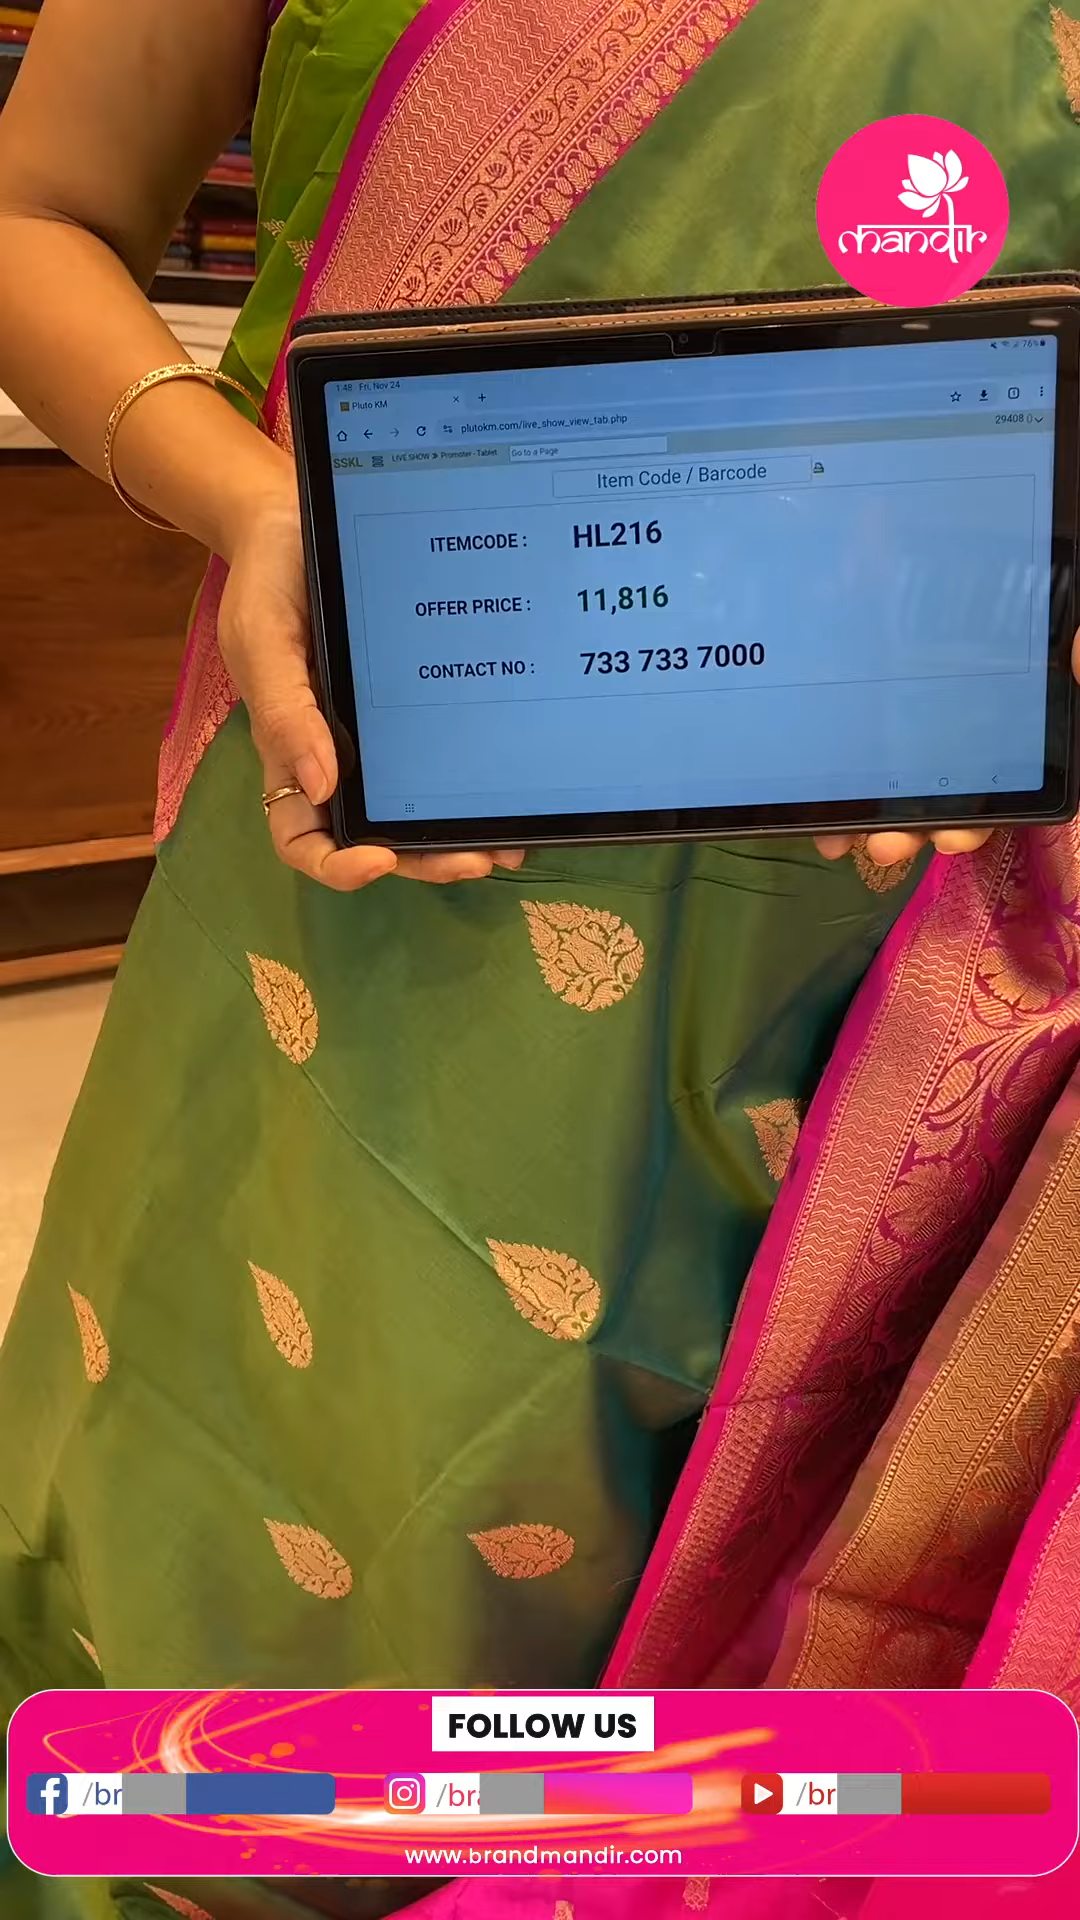 mandir
1:48 Fri, Nov 24
76%
Pluto KM
plutokm.com/live_show_view_tab.php
29408 ()
SSKL
LIVE SHOW » Promoter - Tablet
Go to a Page
Item Code / Barcode
ITEMCODE : HL216
OFFER PRICE : 11,816
CONTACT NO : 733 733 7000
FOLLOW US
/br
/bra
/br
www.brandmandir.com